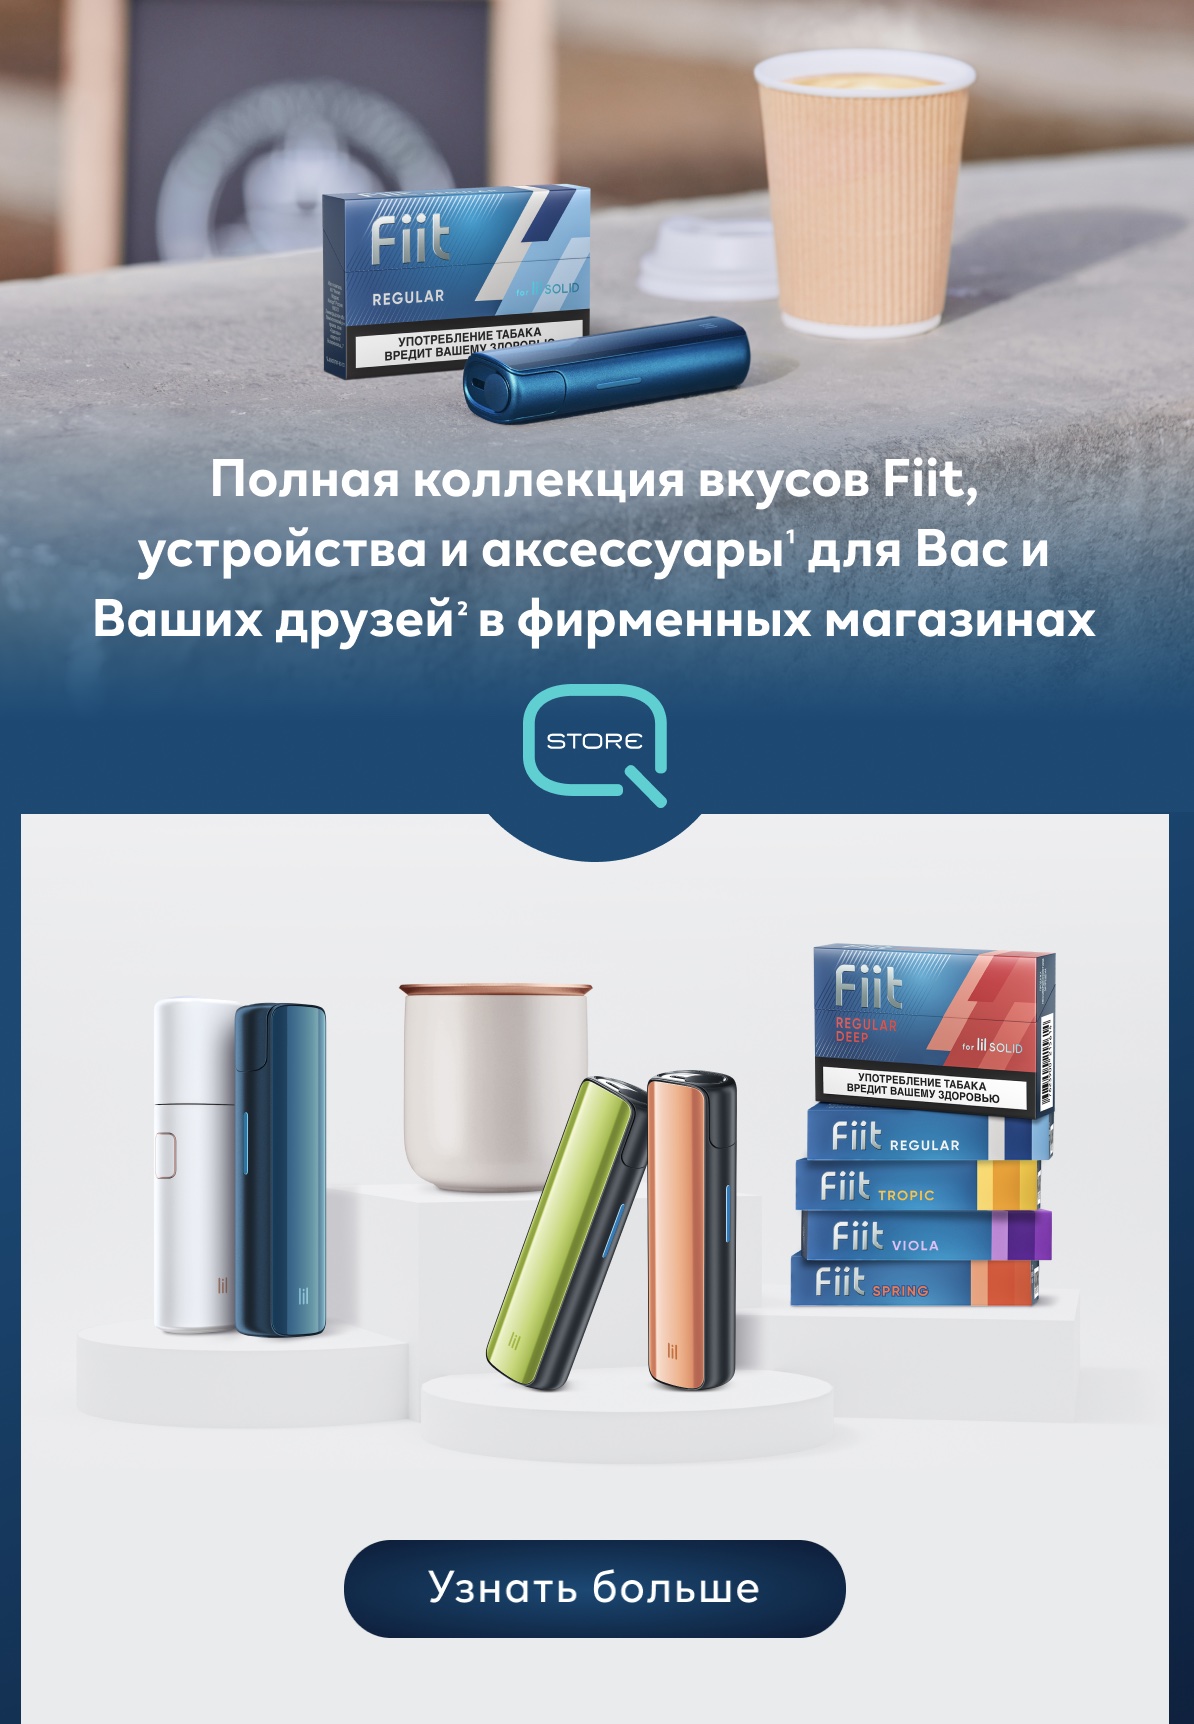 Fiit
REGULAR
for lil SOLID
УПОТРЕБЛЕНИЕ ТАБАКА
ВРЕДИТ ВАШЕМУ ЗДОРОВЬЮ
Полная коллекция вкусов Fiit,
устройства и аксессуары¹ для Вас и
Ваших друзей² в фирменных магазинах
STORE
Fiit
REGULAR
DEEP
for lil SOLID
УПОТРЕБЛЕНИЕ ТАБАКА
ВРЕДИТ ВАШЕМУ ЗДОРОВЬЮ
Fiit REGULAR
Fiit TROPIC
Fiit VIOLA
Fiit SPRING
lil
lil
lil
lil
Узнать больше